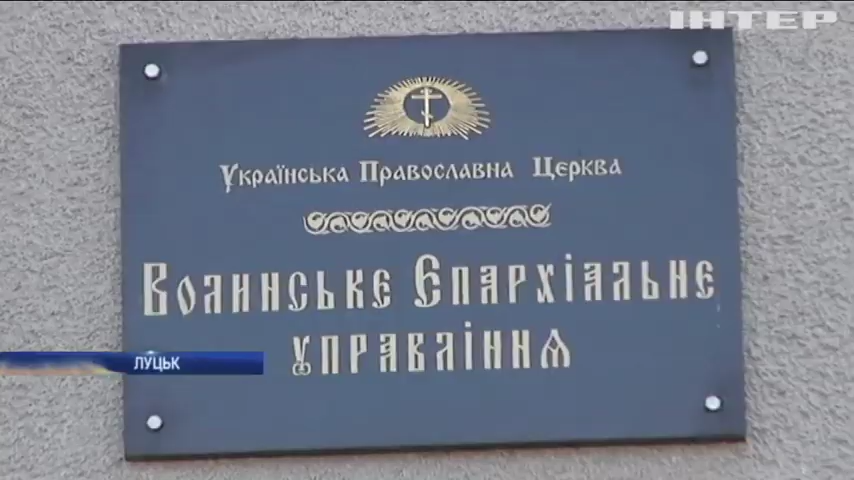 ІНТЕР
Українська Православна Церква
Волинське Єпархіальне
управління
ЛУЦЬК